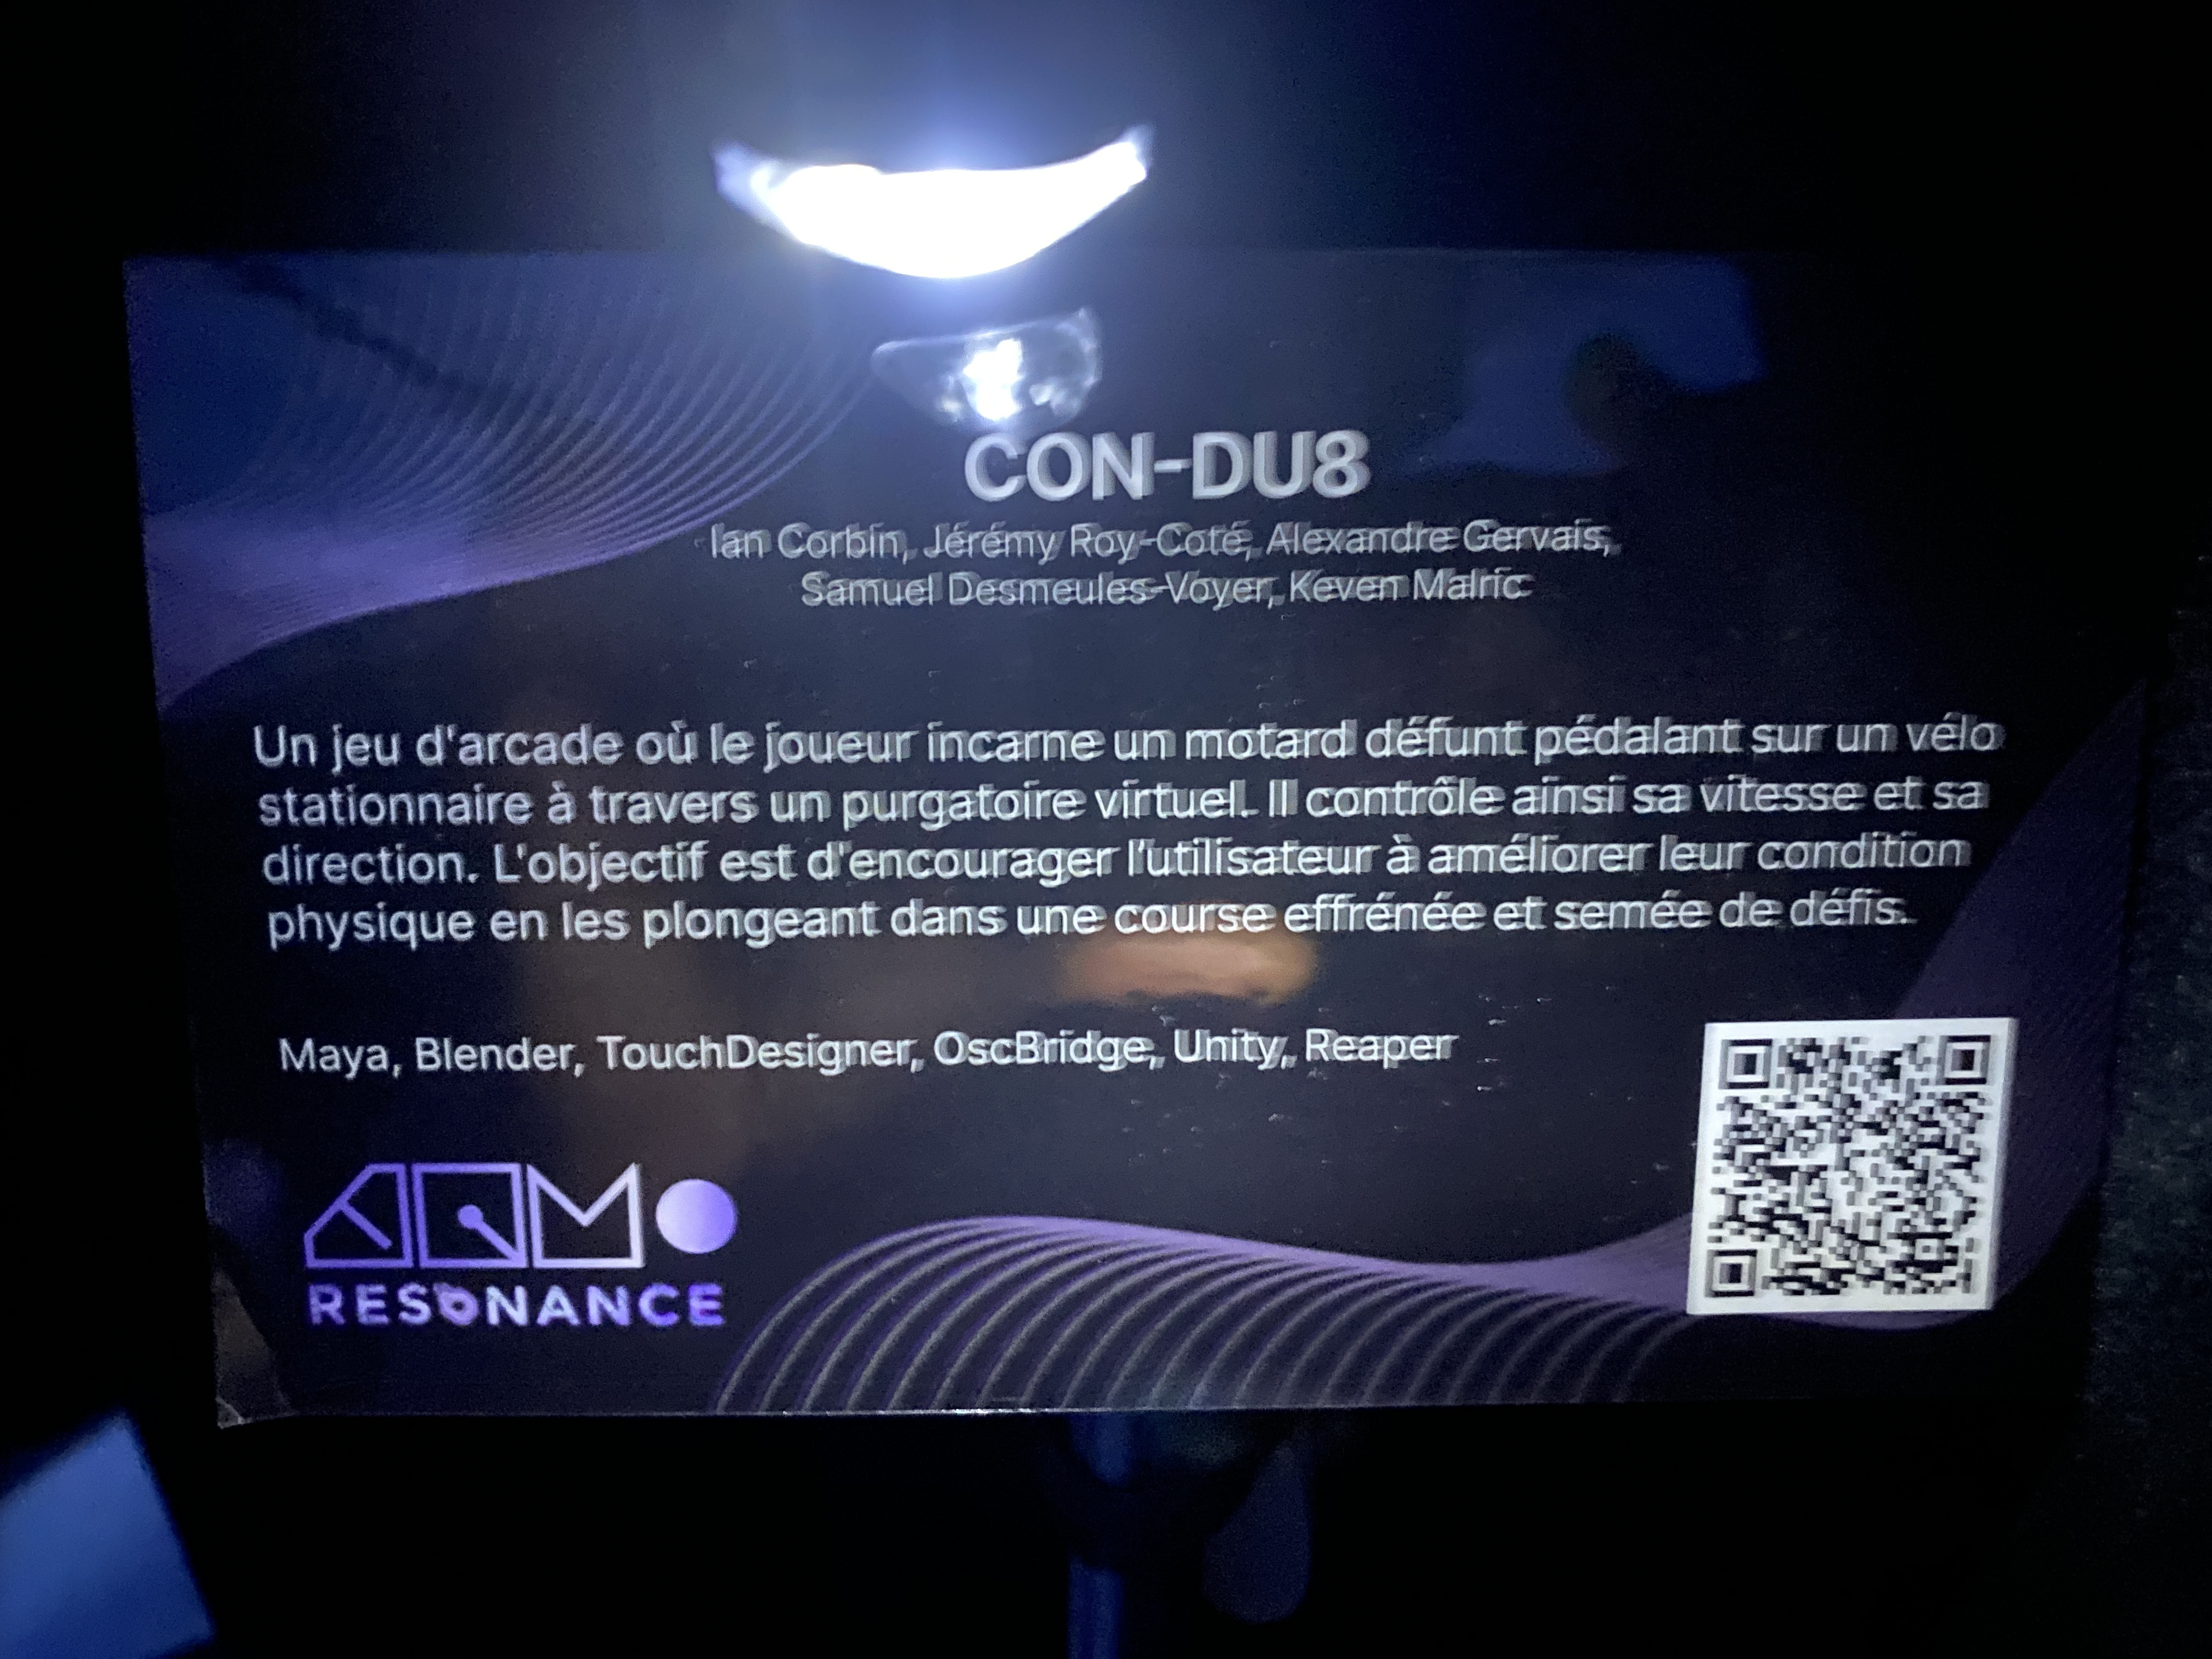 CON-DU8
Ian Corbin, Jérémy Roy-Coté, Alexandre Gervais,
Samuel Desmeules-Voyer, Keven Malric
Un jeu d'arcade où le joueur incarne un motard défunt pédalant sur un vélo
stationnaire à travers un purgatoire virtuel. Il contrôle ainsi sa vitesse et sa
direction. L'objectif est d'encourager l'utilisateur à améliorer leur condition
physique en les plongeant dans une course effrénée et semée de défis.
Maya, Blender, TouchDesigner, OscBridge, Unity, Reaper
RESONANCE